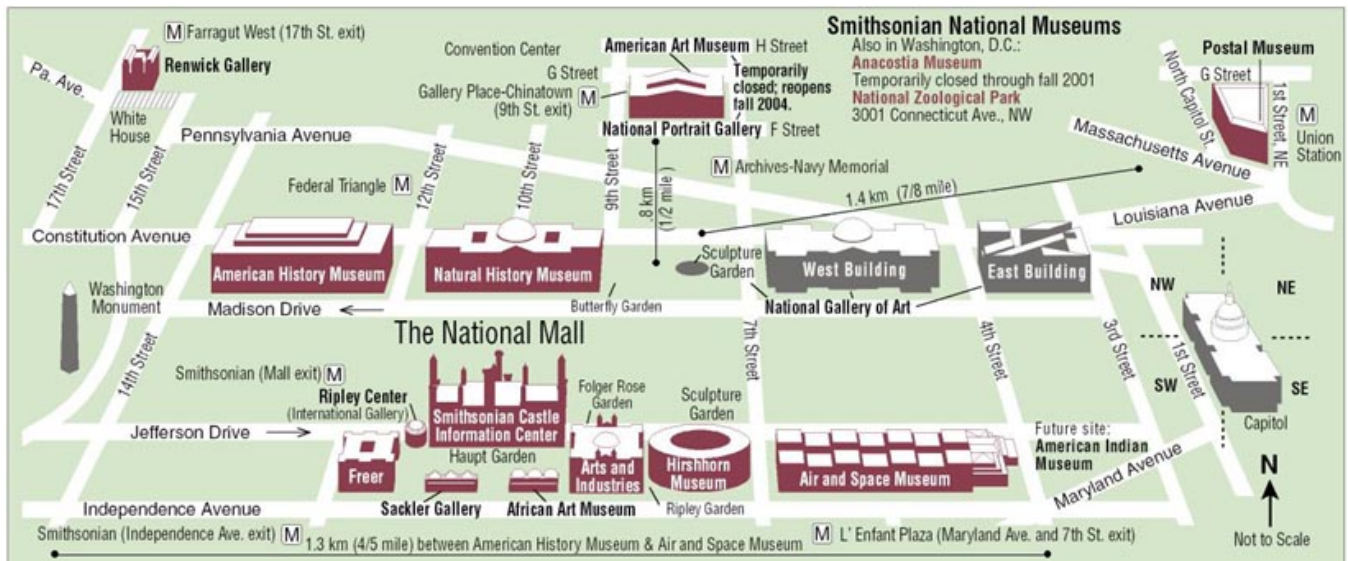 Smithsonian National Museums
Also in Washington, D.C.:
Anacostia Museum
Temporarily closed through fall 2001
National Zoological Park
3001 Connecticut Ave., NW
M Farragut West (17th St. exit)
Renwick Gallery
Pa. Ave.
White
House
17th Street
15th Street
Pennsylvania Avenue
Convention Center
G Street
Gallery Place-Chinatown
(9th St. exit) M
American Art Museum
H Street
Temporarily
closed; reopens
fall 2004.
National Portrait Gallery
F Street
Postal Museum
G Street
North Capitol St.
1st Street, NE
M
Union
Station
Massachusetts Avenue
Louisiana Avenue
Federal Triangle M
12th Street
10th Street
9th Street
.8 km
(1/2 mile )
M Archives-Navy Memorial
1.4 km (7/8 mile)
Constitution Avenue
American History Museum
Natural History Museum
Sculpture
Garden
West Building
East Building
National Gallery of Art
Butterfly Garden
Washington
Monument
Madison Drive
The National Mall
14th Street
7th Street
4th Street
3rd Street
1st Street
NW
NE
SW
SE
Capitol
Smithsonian (Mall exit) M
Ripley Center
(International Gallery)
Smithsonian Castle
Information Center
Folger Rose
Garden
Sculpture
Garden
Jefferson Drive
Freer
Haupt Garden
Sackler Gallery
African Art Museum
Arts and
Industries
Hirshhorn
Museum
Ripley Garden
Air and Space Museum
Future site:
American Indian
Museum
Maryland Avenue
Independence Avenue
Smithsonian (Independence Ave. exit) M
1.3 km (4/5 mile) between American History Museum & Air and Space Museum
M L' Enfant Plaza (Maryland Ave. and 7th St. exit)
N
Not to Scale